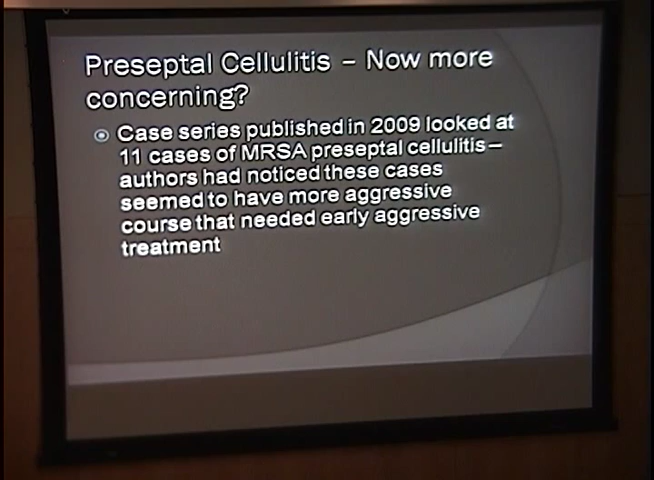 Preseptal Cellulitis – Now more
concerning?
Case series published in 2009 looked at
11 cases of MRSA preseptal cellulitis –
authors had noticed these cases
seemed to have more aggressive
course that needed early aggressive
treatment